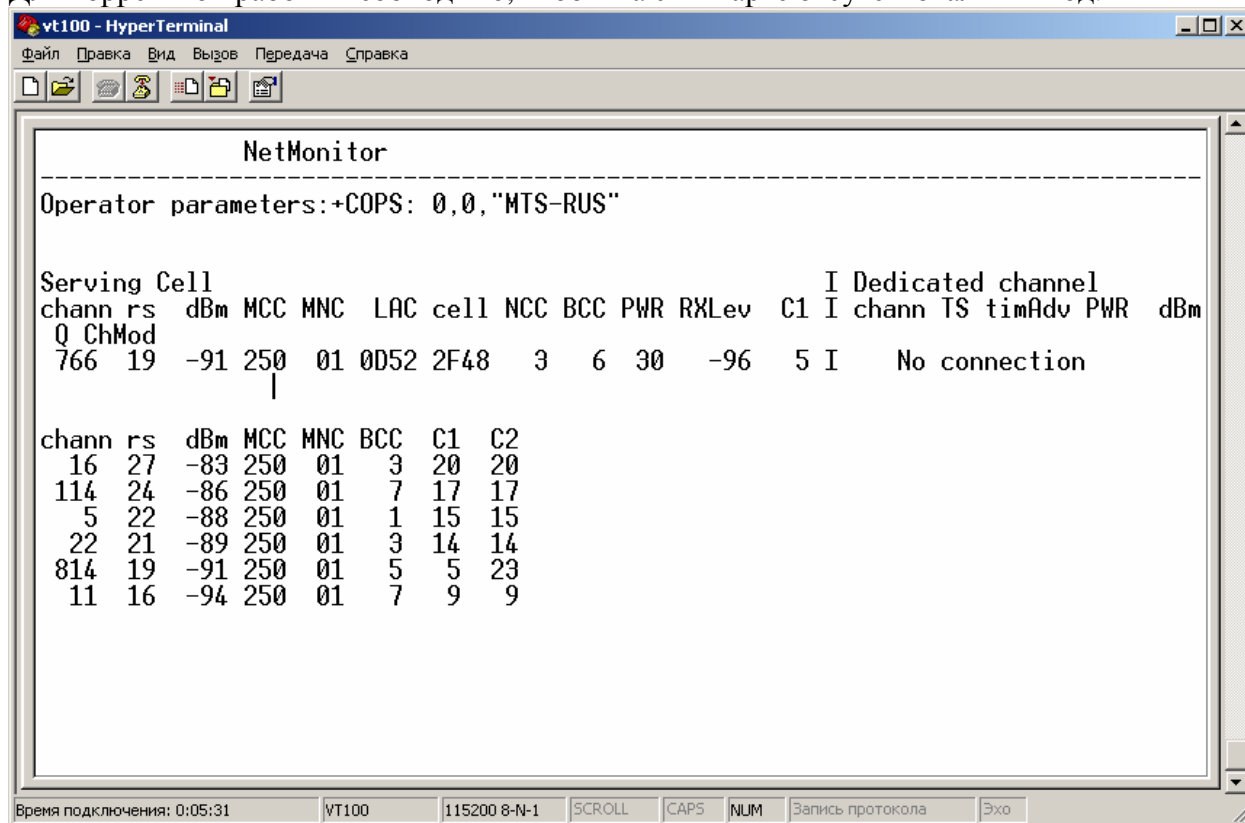 vt100 - HyperTerminal
Файл Правка Вид Вызов Передача Справка
NetMonitor
--------------------------------------------------------------------------------
Operator parameters:+COPS: 0,0,"MTS-RUS"
Serving Cell I Dedicated channel
chann rs dBm MCC MNC LAC cell NCC BCC PWR RXLev C1 I chann TS timAdv PWR dBm
Q ChMod
766 19 -91 250 01 0D52 2F48 3 6 30 -96 5 I No connection
chann rs dBm MCC MNC BCC C1 C2
16 27 -83 250 01 3 20 20
114 24 -86 250 01 7 17 17
5 22 -88 250 01 1 15 15
22 21 -89 250 01 3 14 14
814 19 -91 250 01 5 5 23
11 16 -94 250 01 7 9 9
Время подключения: 0:05:31 VT100 115200 8-N-1 SCROLL CAPS NUM Запись протокола Эхо